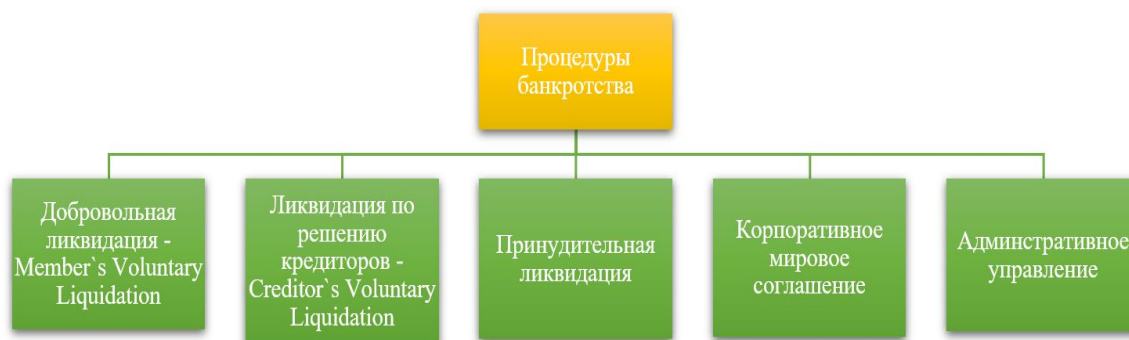 Процедуры
банкротства
Добровольная
ликвидация -
Member`s Voluntary
Liquidation
Ликвидация по
решению
кредиторов -
Creditor`s Voluntary
Liquidation
Принудительная
ликвидация
Корпоративное
мировое
соглашение
Админстративное
управление